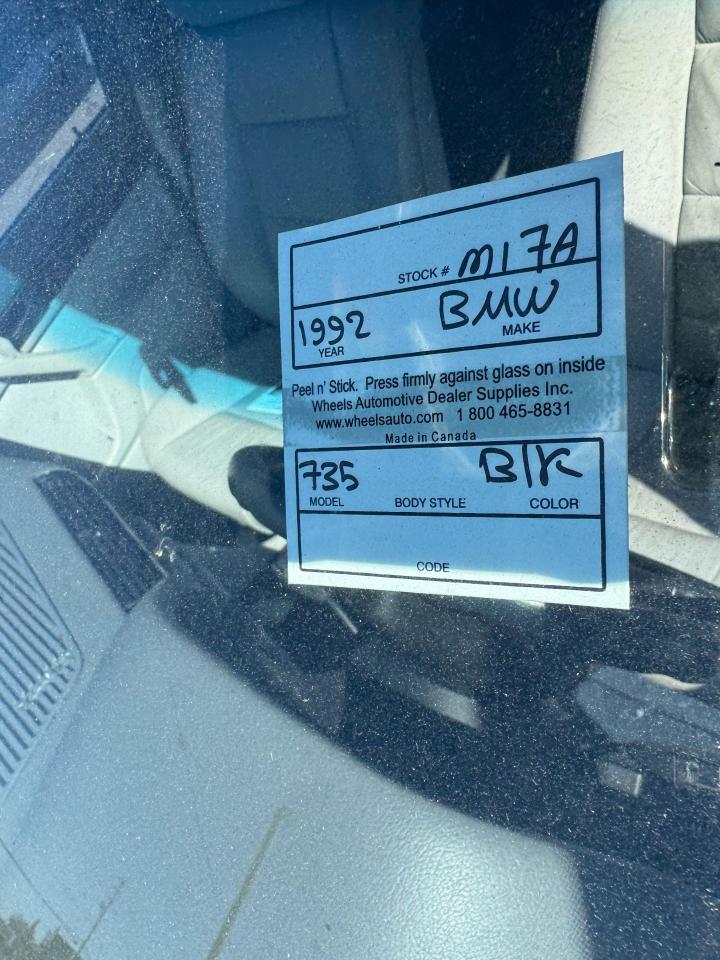 STOCK # M17A
1992 BMW
YEAR MAKE
Peel n' Stick. Press firmly against glass on inside
Wheels Automotive Dealer Supplies Inc.
www.wheelsauto.com 1 800 465-8831
Made in Canada
735 Blk
MODEL BODY STYLE COLOR
CODE